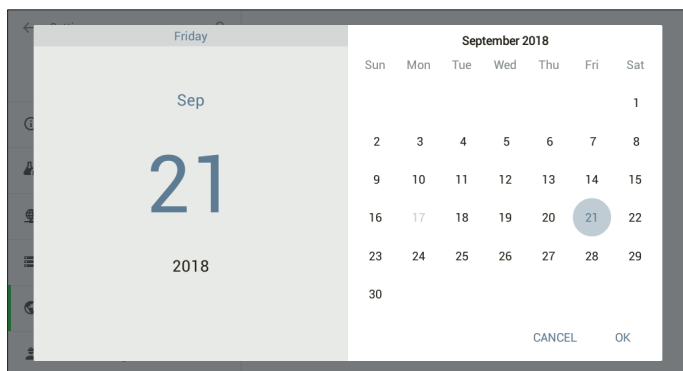 Friday
Sep
21
2018
September 2018
Sun Mon Tue Wed Thu Fri Sat
1
2 3 4 5 6 7 8
9 10 11 12 13 14 15
16 17 18 19 20 21 22
23 24 25 26 27 28 29
30
CANCEL OK